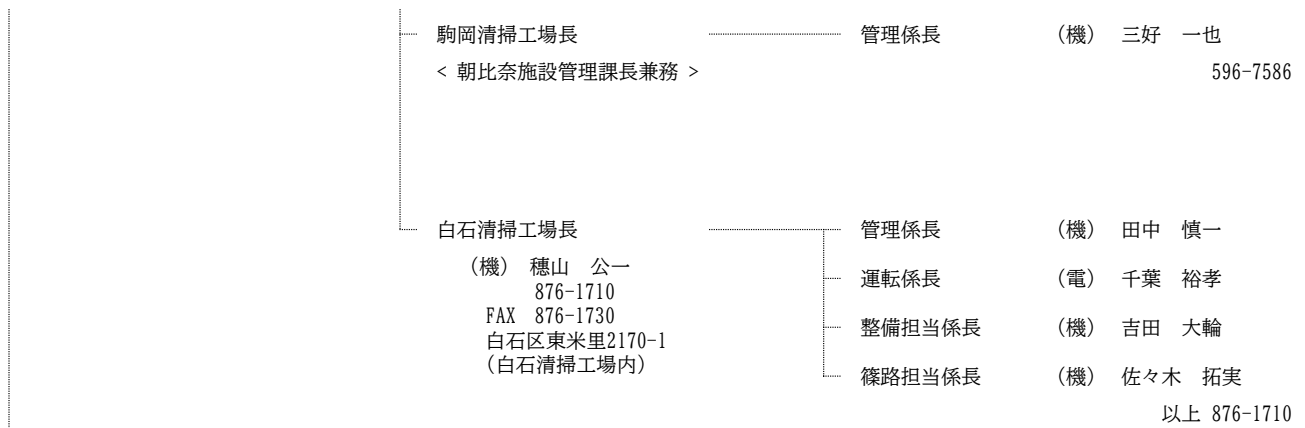 駒岡清掃工場長　管理係長　（機）　三好　一也
< 朝比奈施設管理課長兼務 >　596-7586
白石清掃工場長　管理係長　（機）　田中　慎一
（機）　穗山　公一
876-1710
FAX　876-1730
白石区東米里2170-1
（白石清掃工場内）
運転係長　（電）　千葉　裕孝
整備担当係長　（機）　吉田　大輪
篠路担当係長　（機）　佐々木　拓実
以上 876-1710